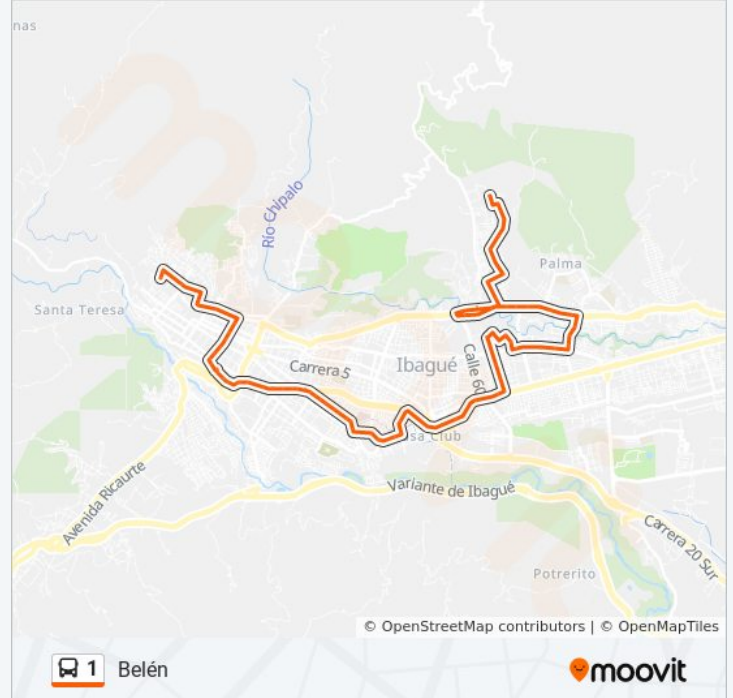 nas
Río Chípalo
Palma
Santa Teresa
Carrera 5
Ibagué
Calle 60
sa Club
Variante de Ibagué
Avenida Ricaurte
Carrera 20 Sur
Potrerito
© OpenStreetMap contributors | © OpenMapTiles
1 Belén
moovit